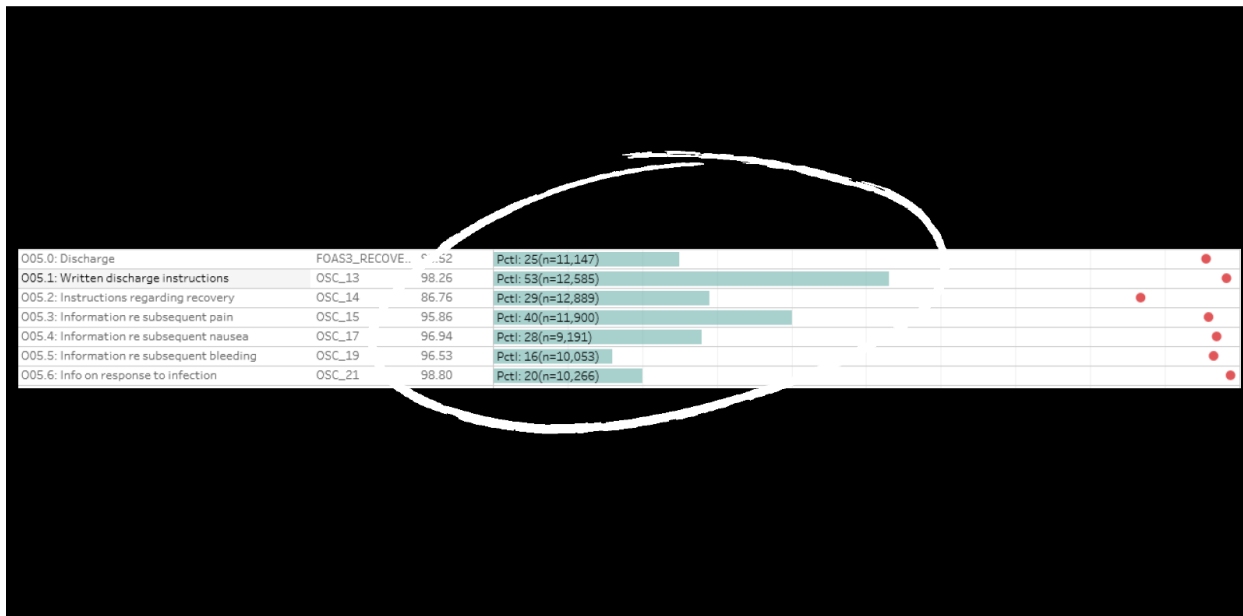 O05.0: Discharge FOAS3_RECOVE.. Pctl: 25(n=11,147)
O05.1: Written discharge instructions OSC_13 98.26 Pctl: 53(n=12,585)
O05.2: Instructions regarding recovery OSC_14 86.76 Pctl: 29(n=12,889)
O05.3: Information re subsequent pain OSC_15 95.86 Pctl: 40(n=11,900)
O05.4: Information re subsequent nausea OSC_17 96.94 Pctl: 28(n=9,191)
O05.5: Information re subsequent bleeding OSC_19 96.53 Pctl: 16(n=10,053)
O05.6: Info on response to infection OSC_21 98.80 Pctl: 20(n=10,266)